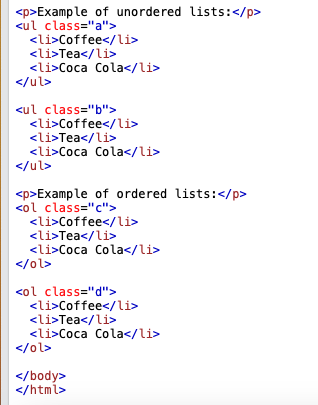 <p>Example of unordered lists:</p>
<ul class="a">
  <li>Coffee</li>
  <li>Tea</li>
  <li>Coca Cola</li>
</ul>

<ul class="b">
  <li>Coffee</li>
  <li>Tea</li>
  <li>Coca Cola</li>
</ul>

<p>Example of ordered lists:</p>
<ol class="c">
  <li>Coffee</li>
  <li>Tea</li>
  <li>Coca Cola</li>
</ol>

<ol class="d">
  <li>Coffee</li>
  <li>Tea</li>
  <li>Coca Cola</li>
</ol>

</body>
</html>